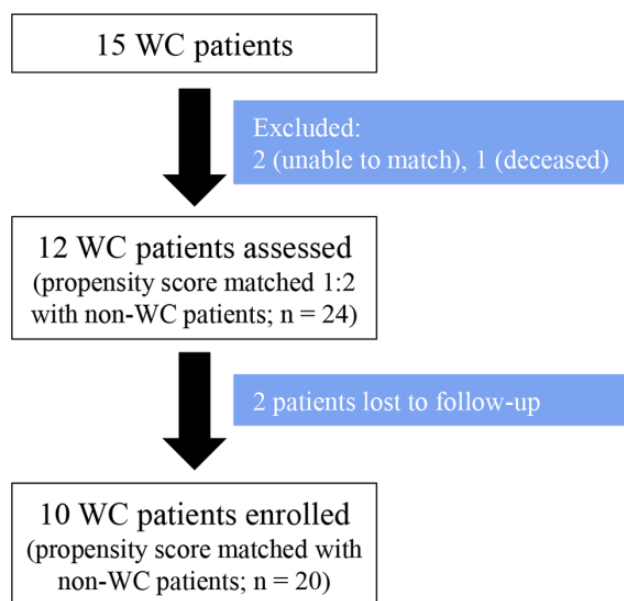 15 WC patients
Excluded:
2 (unable to match), 1 (deceased)
12 WC patients assessed
(propensity score matched 1:2
with non-WC patients; n = 24)
2 patients lost to follow-up
10 WC patients enrolled
(propensity score matched with
non-WC patients; n = 20)